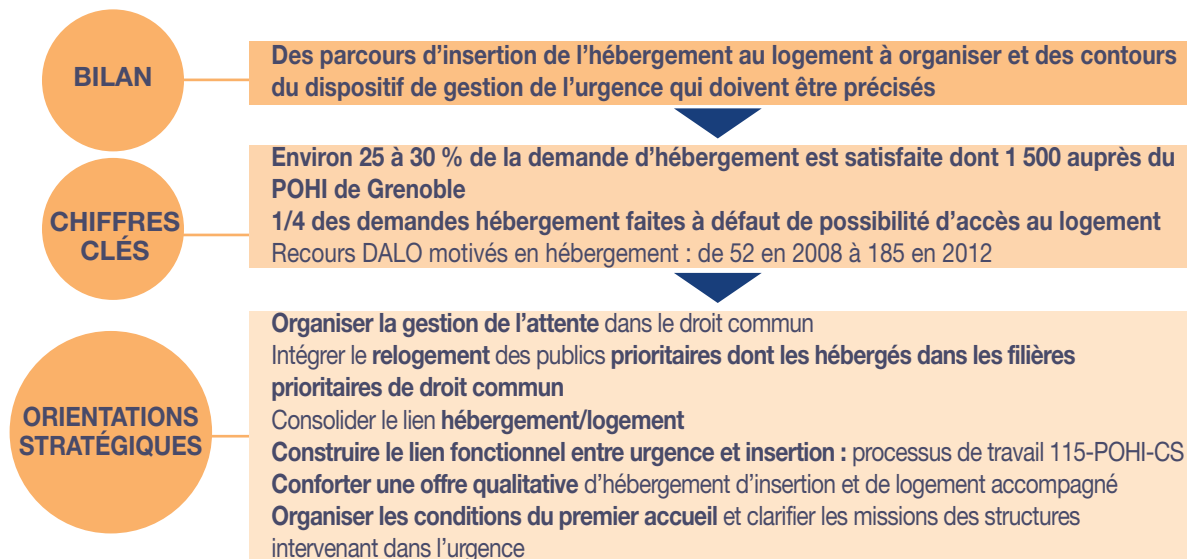 BILAN
Des parcours d’insertion de l’hébergement au logement à organiser et des contours
du dispositif de gestion de l’urgence qui doivent être précisés
CHIFFRES
CLÉS
Environ 25 à 30 % de la demande d’hébergement est satisfaite dont 1 500 auprès du
POHI de Grenoble
1/4 des demandes hébergement faites à défaut de possibilité d’accès au logement
Recours DALO motivés en hébergement : de 52 en 2008 à 185 en 2012
ORIENTATIONS
STRATÉGIQUES
Organiser la gestion de l’attente dans le droit commun
Intégrer le relogement des publics prioritaires dont les hébergés dans les filières
prioritaires de droit commun
Consolider le lien hébergement/logement
Construire le lien fonctionnel entre urgence et insertion : processus de travail 115-POHI-CS
Conforter une offre qualitative d’hébergement d’insertion et de logement accompagné
Organiser les conditions du premier accueil et clarifier les missions des structures
intervenant dans l’urgence